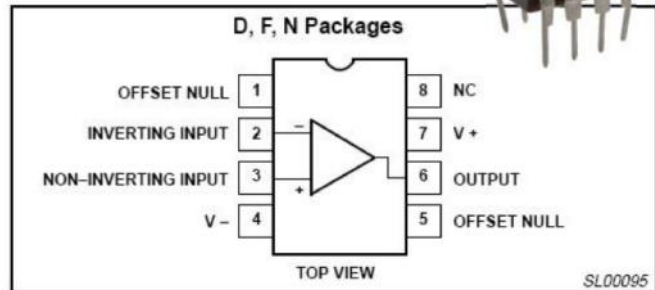 D, F, N Packages
OFFSET NULL 1
INVERTING INPUT 2
NON–INVERTING INPUT 3
V – 4
8 NC
7 V +
6 OUTPUT
5 OFFSET NULL
–
+
TOP VIEW
SL00095